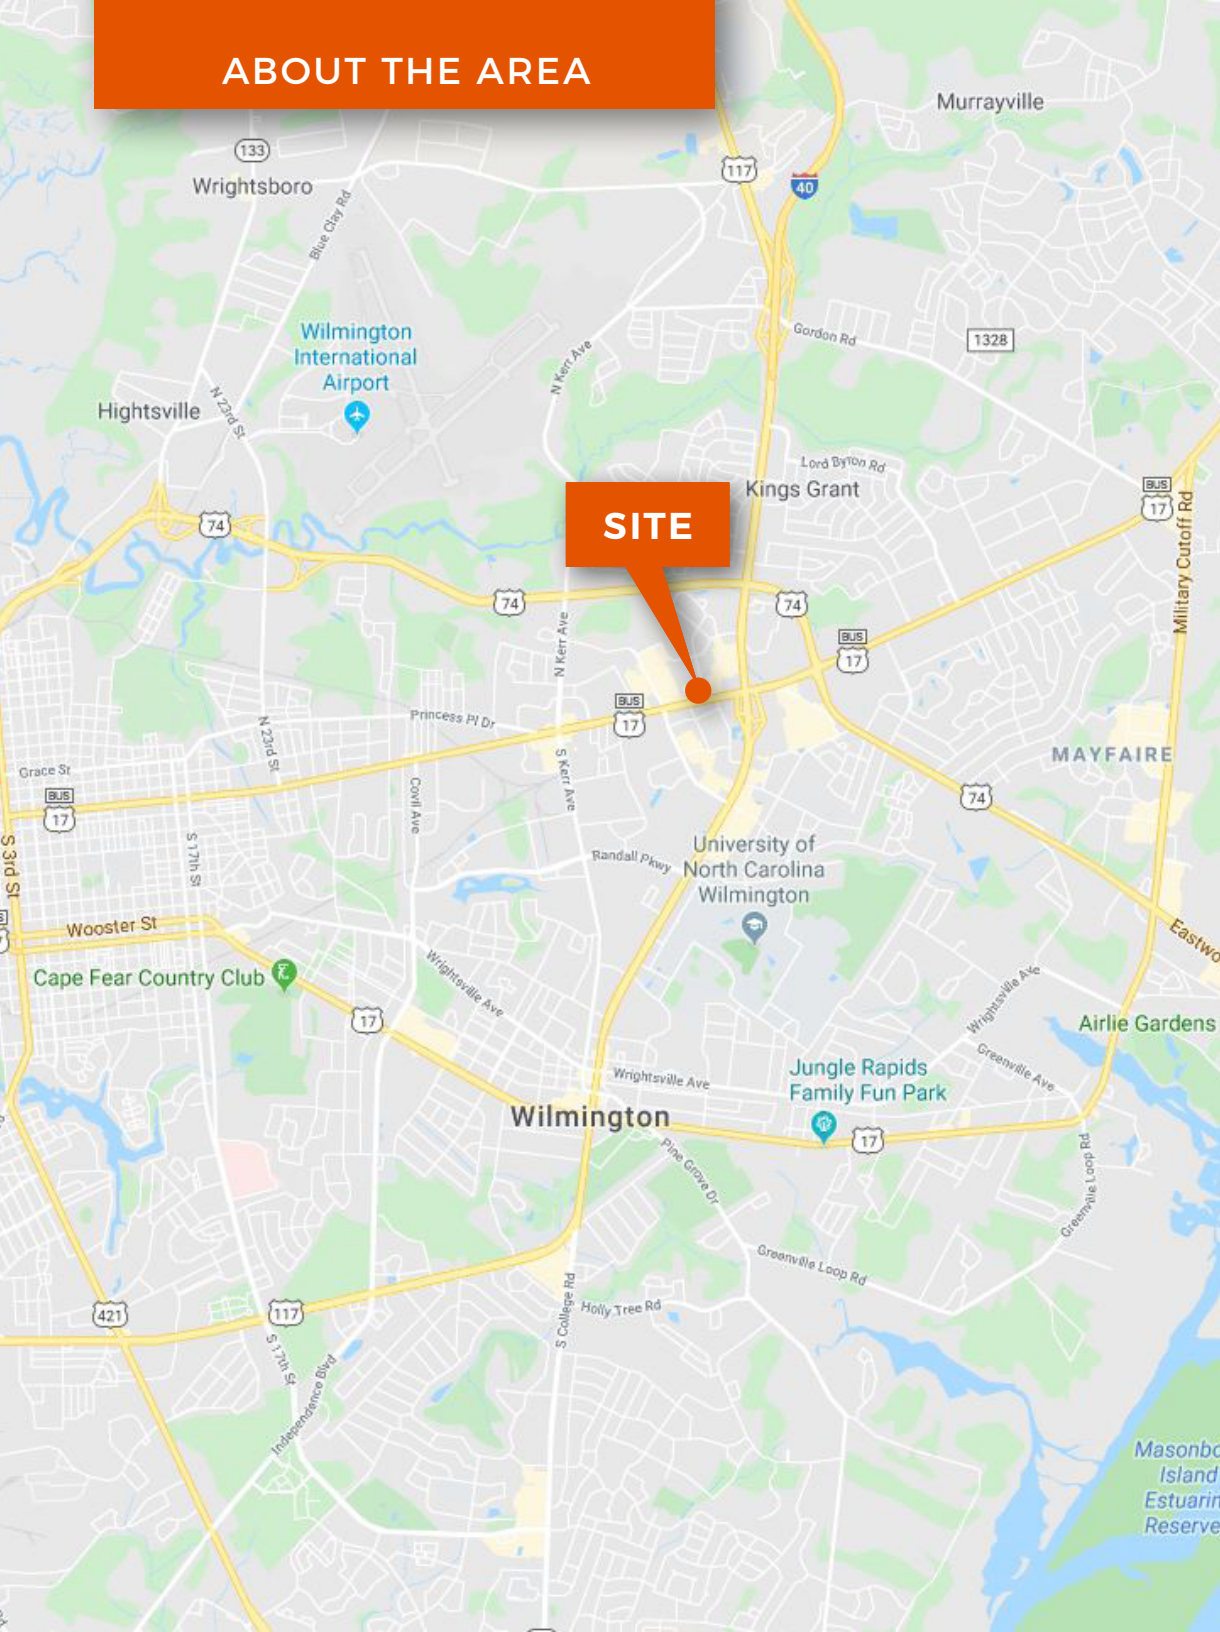 ABOUT THE AREA
Murrayville
133
117
Wrightsboro
40
Blue Clay Rd
Wilmington
International
Airport
Gordon Rd
1328
N Kerr Ave
Hightsville
N 23rd St
Lord Byron Rd
Kings Grant
BUS
17
Military Cutoff Rd
SITE
74
74
74
N Kerr Ave
BUS
17
BUS
17
Princess Pl Dr
N 23rd St
MAYFAIRE
Grace St
S Kerr Ave
Covil Ave
BUS
17
74
S 3rd St
S 17th St
University of
North Carolina
Wilmington
Randall Pkwy
Wooster St
Eastwo
Cape Fear Country Club
Wrightsville Ave
Wrightsville Ave
17
Airlie Gardens
Greenville Ave
Jungle Rapids
Family Fun Park
Wrightsville Ave
Wilmington
17
Pine Grove Dr
Greenville Loop Rd
Greenville Loop Rd
421
117
S College Rd
Holly Tree Rd
S 17th St
Independence Blvd
Masonbo
Island
Estuarin
Reserve